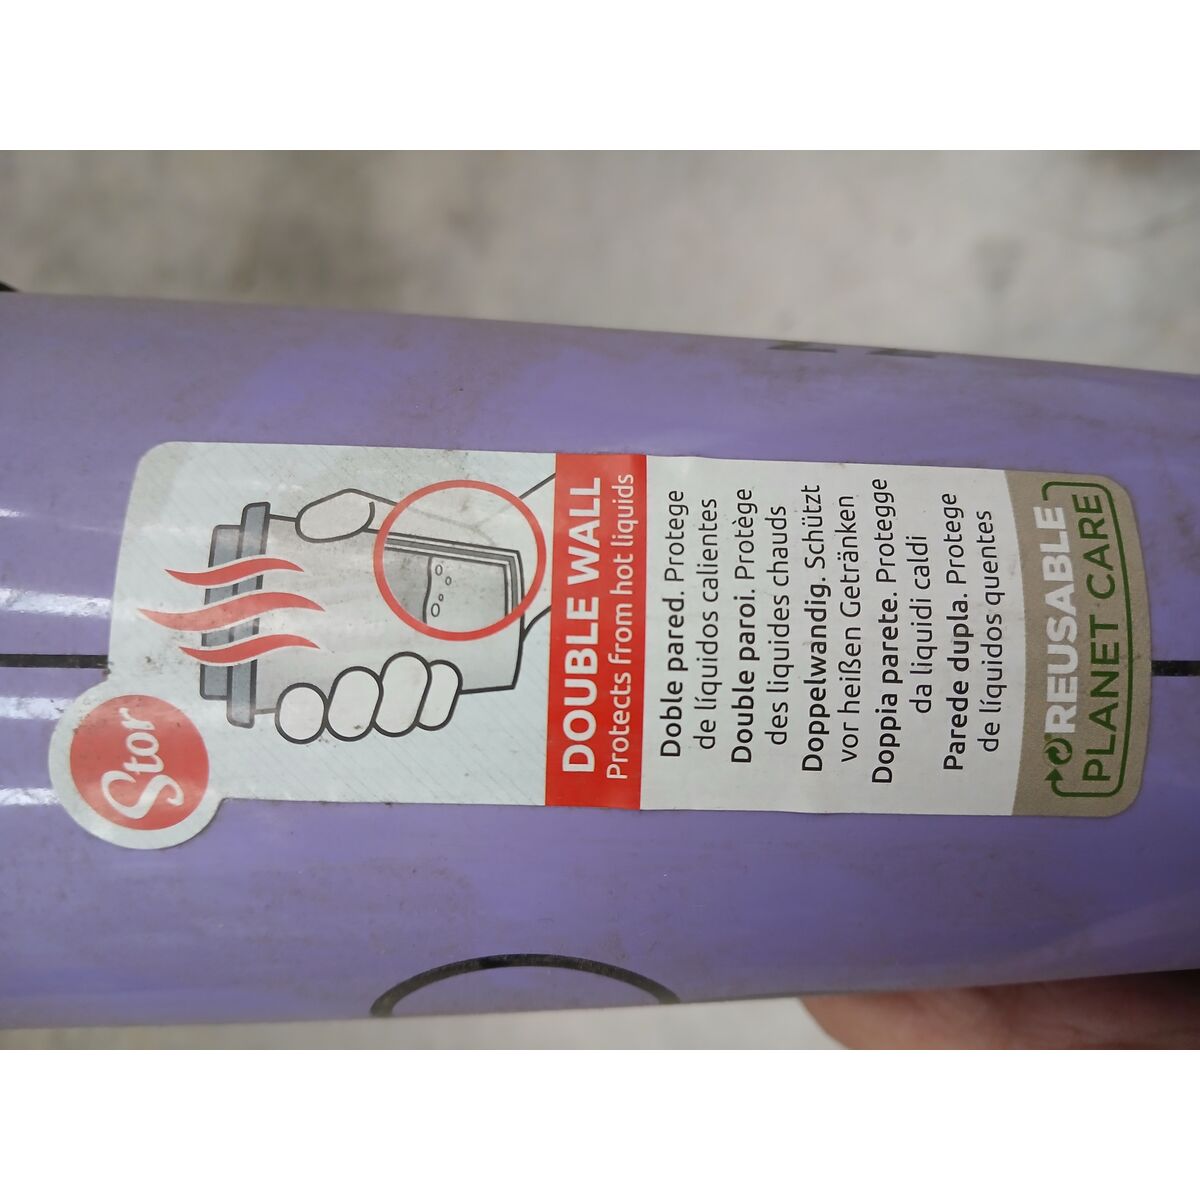 Stor
DOUBLE WALL
Protects from hot liquids
Doble pared. Protege
de líquidos calientes
Double paroi. Protège
des liquides chauds
Doppelwandig. Schützt
vor heißen Getränken
Doppia parete. Protegge
da liquidi caldi
Parede dupla. Protege
de líquidos quentes
REUSABLE
PLANET CARE